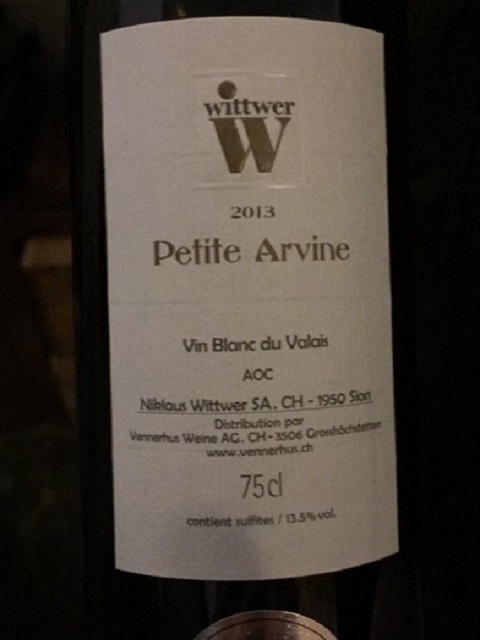 wittwer
W
2013
Petite Arvine
Vin Blanc du Valais
AOC
Niklaus Wittwer SA. CH - 1950 Sion
Distribution par
Vennerhus Weine AG. CH-3506 Grosshöchstetten
www.vennerhus.ch
75cl
contient sulfites / 13.5% vol.